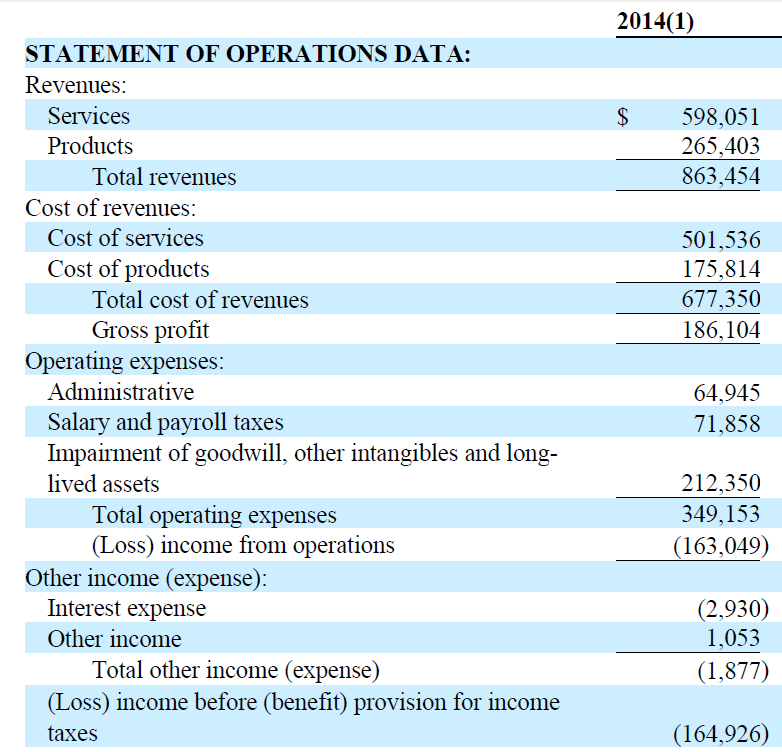 2014(1)
STATEMENT OF OPERATIONS DATA:
Revenues:
Services $ 598,051
Products 265,403
Total revenues 863,454
Cost of revenues:
Cost of services 501,536
Cost of products 175,814
Total cost of revenues 677,350
Gross profit 186,104
Operating expenses:
Administrative 64,945
Salary and payroll taxes 71,858
Impairment of goodwill, other intangibles and long-
lived assets 212,350
Total operating expenses 349,153
(Loss) income from operations (163,049)
Other income (expense):
Interest expense (2,930)
Other income 1,053
Total other income (expense) (1,877)
(Loss) income before (benefit) provision for income
taxes (164,926)